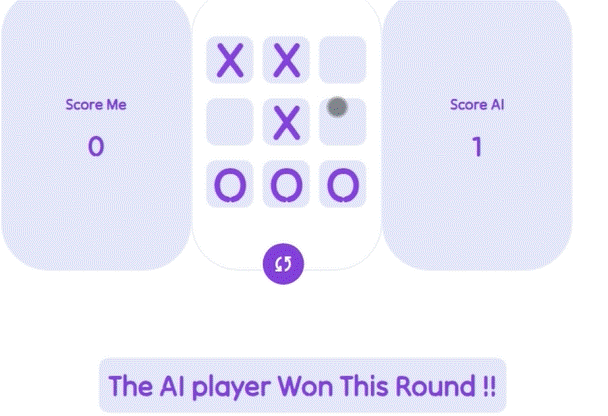 X X
Score Me
Score AI
X
0
1
O O O
The AI player Won This Round !!